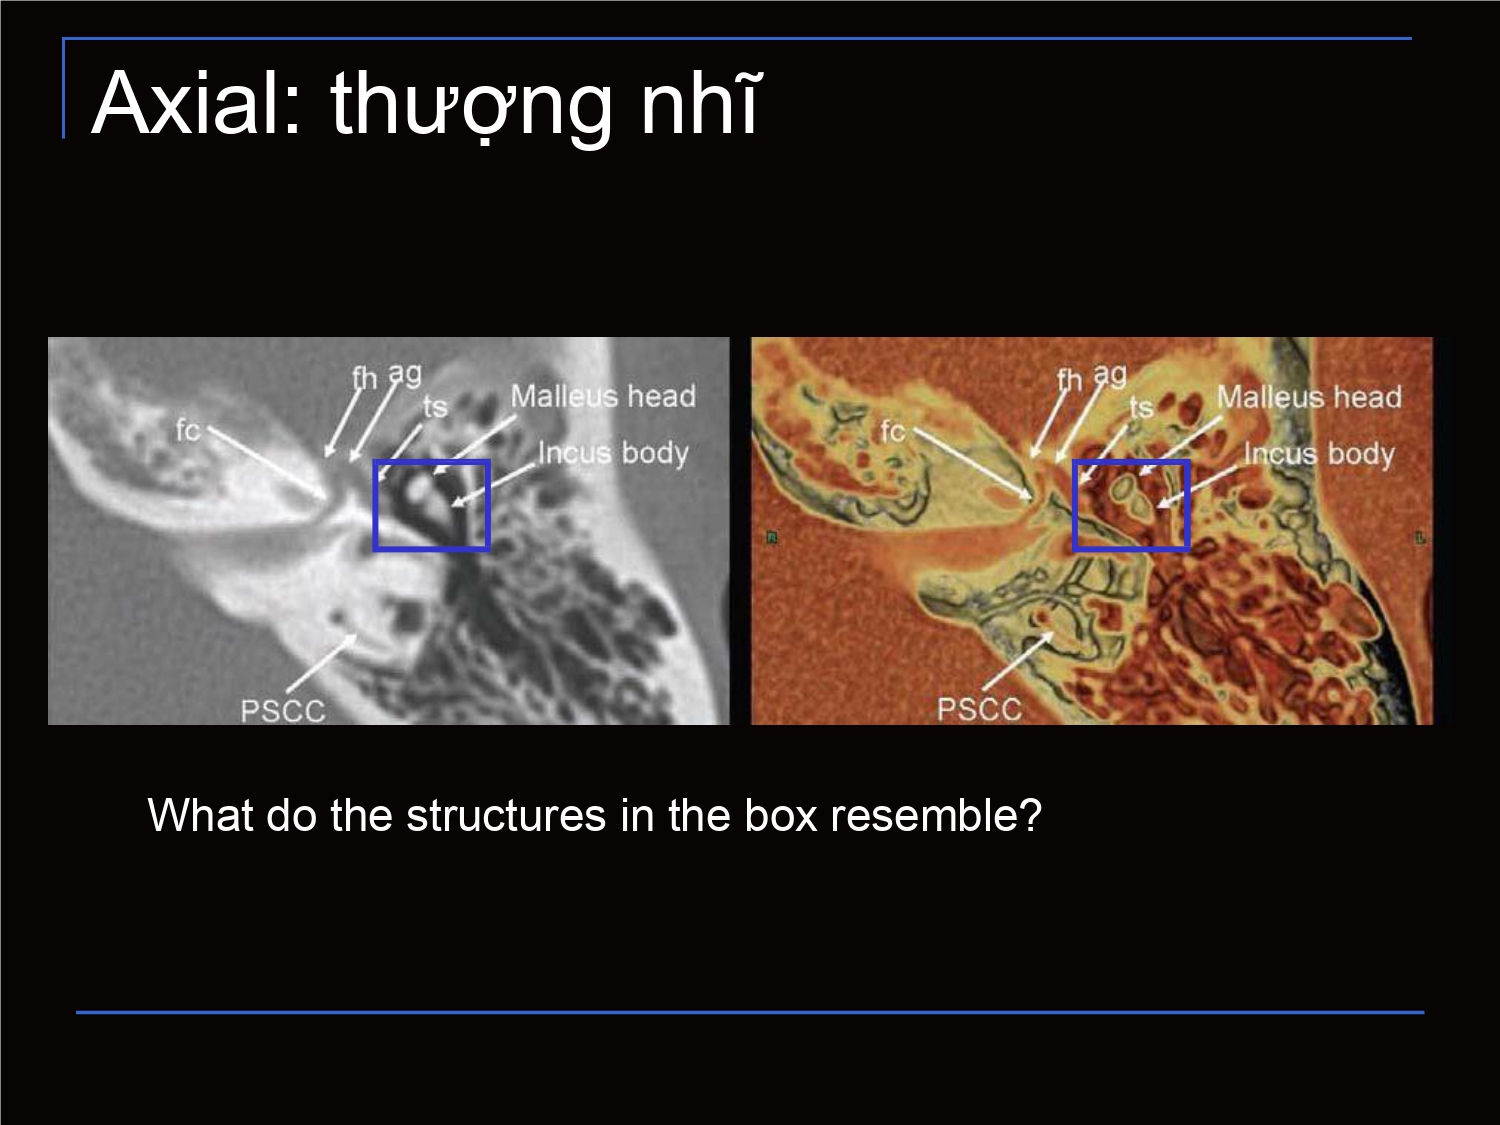 Axial: thượng nhĩ
fh ag
ts
Malleus head
fc
Incus body
PSCC
fh ag
ts
Malleus head
fc
Incus body
R
L
PSCC
What do the structures in the box resemble?